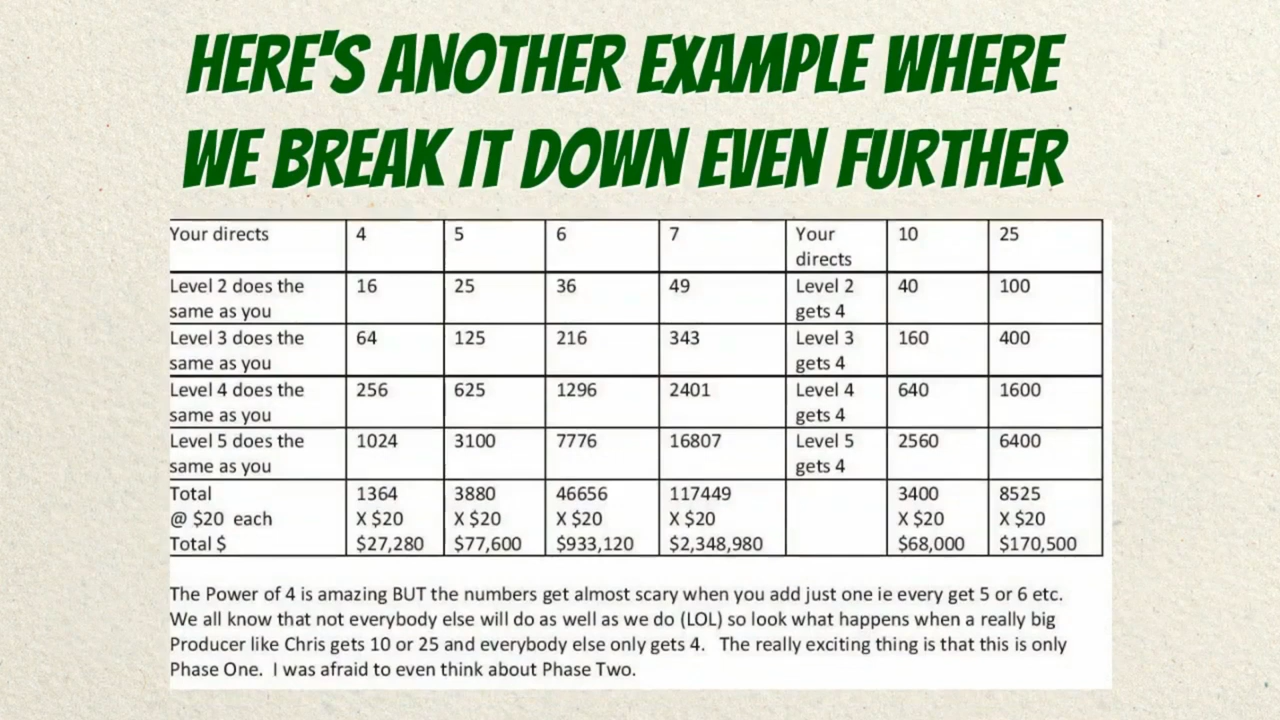 HERE'S ANOTHER EXAMPLE WHERE
WE BREAK IT DOWN EVEN FURTHER
Your directs 4 5 6 7 Your directs 10 25
Level 2 does the same as you 16 25 36 49 Level 2 gets 4 40 100
Level 3 does the same as you 64 125 216 343 Level 3 gets 4 160 400
Level 4 does the same as you 256 625 1296 2401 Level 4 gets 4 640 1600
Level 5 does the same as you 1024 3100 7776 16807 Level 5 gets 4 2560 6400
Total 1364 3880 46656 117449 3400 8525
@ $20 each X $20 X $20 X $20 X $20 X $20 X $20
Total $ $27,280 $77,600 $933,120 $2,348,980 $68,000 $170,500
The Power of 4 is amazing BUT the numbers get almost scary when you add just one ie every get 5 or 6 etc.
We all know that not everybody else will do as well as we do (LOL) so look what happens when a really big
Producer like Chris gets 10 or 25 and everybody else only gets 4. The really exciting thing is that this is only
Phase One. I was afraid to even think about Phase Two.